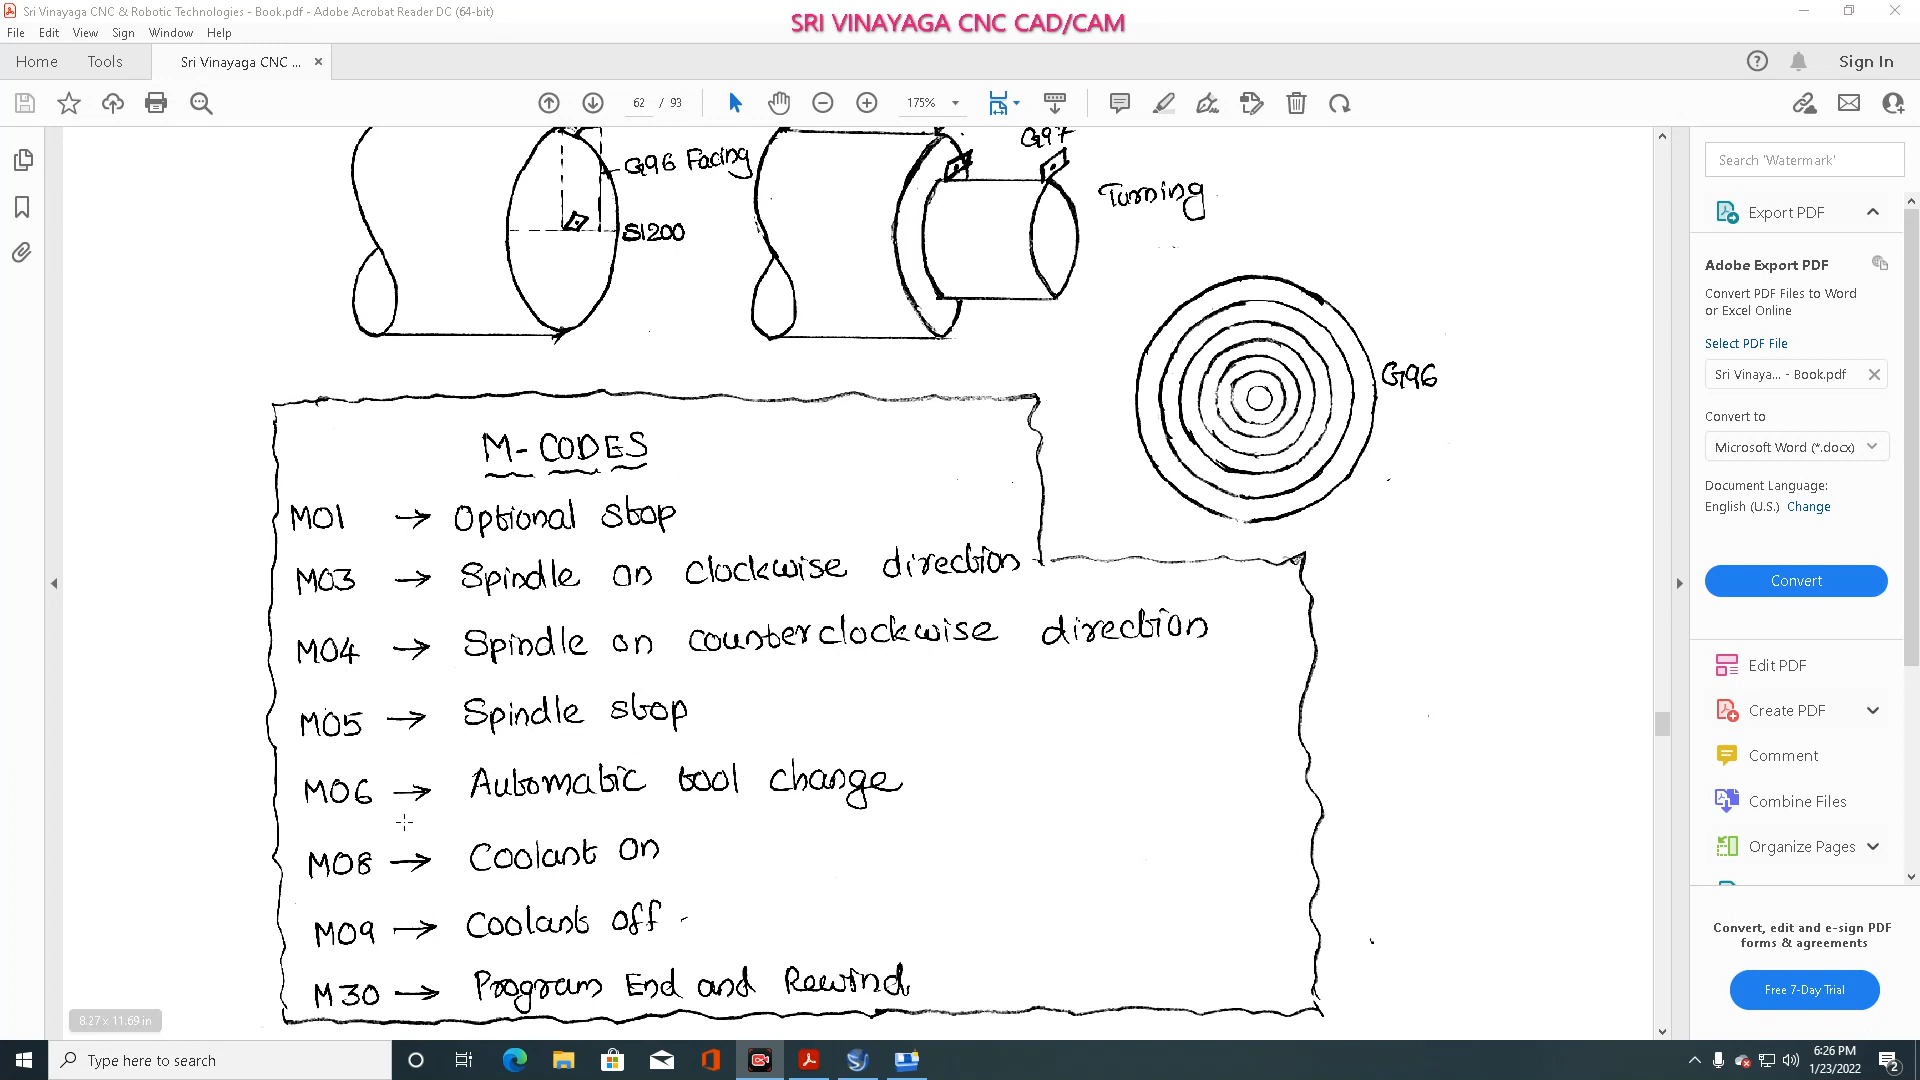 Sri Vinayaga CNC & Robotic Technologies - Book.pdf - Adobe Acrobat Reader DC (64-bit)
SRI VINAYAGA CNC CAD/CAM
File Edit View Sign Window Help
Home Tools Sri Vinayaga CNC ... Sign In
62 / 93 175%
G97
G96 Facing
Turning
S1200
G96
M-CODES
M01 → Optional stop
M03 → Spindle on clockwise direction
M04 → Spindle on counterclockwise direction
M05 → Spindle stop
M06 → Automatic tool change
M08 → Coolant On
M09 → Coolant off
M30 → Program End and Rewind
8.27 x 11.69 in
Search 'Watermark'
Export PDF
Adobe Export PDF
Convert PDF Files to Word
or Excel Online
Select PDF File
Sri Vinaya... - Book.pdf
Convert to
Microsoft Word (*.docx)
Document Language:
English (U.S.) Change
Convert
Edit PDF
Create PDF
Comment
Combine Files
Organize Pages
Convert, edit and e-sign PDF
forms & agreements
Free 7-Day Trial
Type here to search
6:26 PM
1/23/2022
2